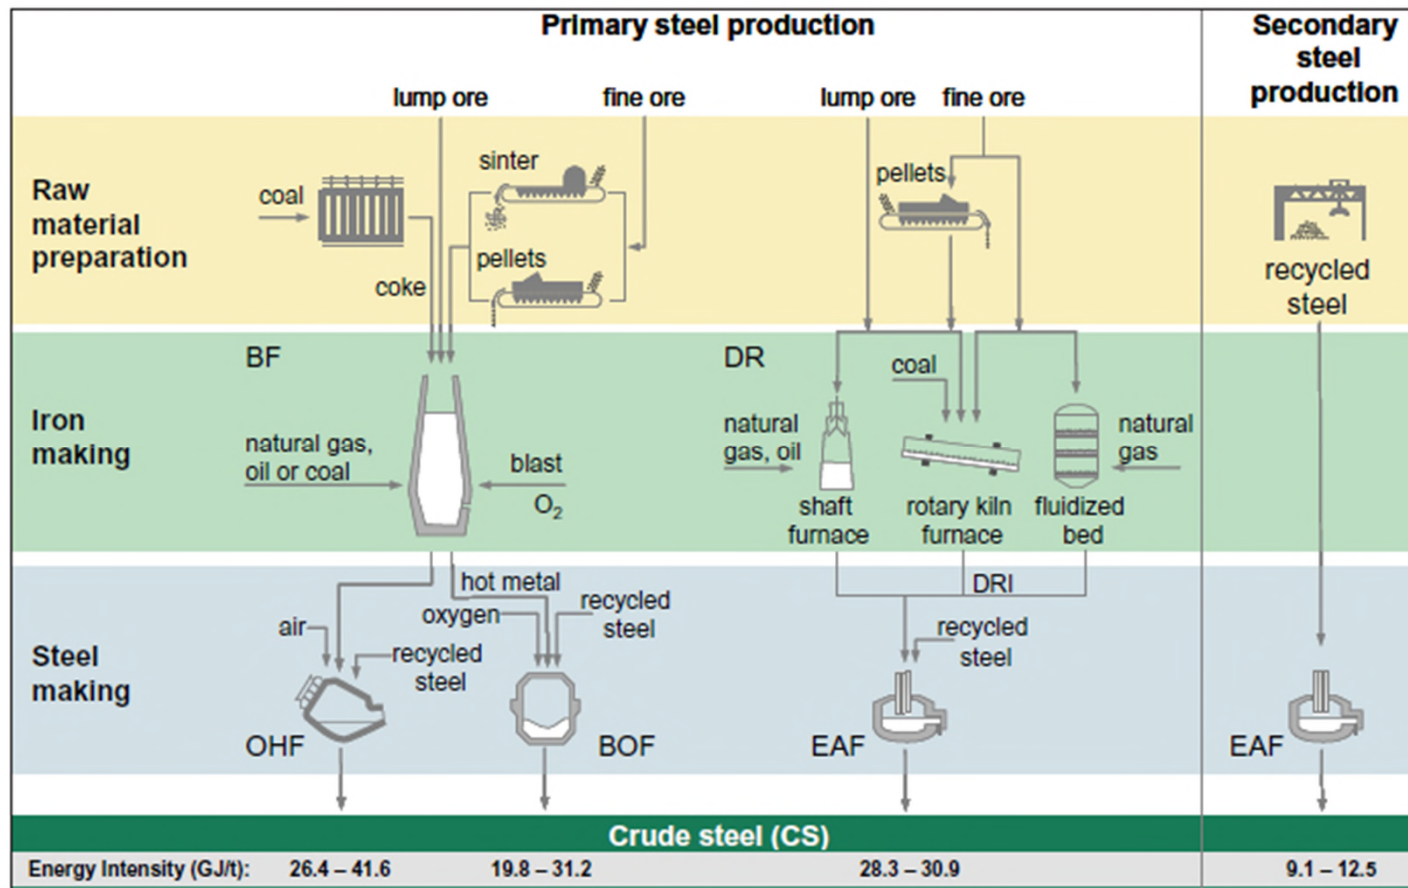 Primary steel production
Secondary
steel
production
lump ore
fine ore
lump ore
fine ore
Raw
material
preparation
coal
coke
sinter
pellets
pellets
recycled
steel
Iron
making
BF
natural gas,
oil or coal
blast
O₂
DR
coal
natural
gas, oil
natural
gas
shaft
furnace
rotary kiln
furnace
fluidized
bed
Steel
making
hot metal
oxygen
recycled
steel
air
recycled
steel
DRI
recycled
steel
OHF
BOF
EAF
EAF
Crude steel (CS)
Energy Intensity (GJ/t): 26.4 – 41.6 19.8 – 31.2 28.3 – 30.9 9.1 – 12.5